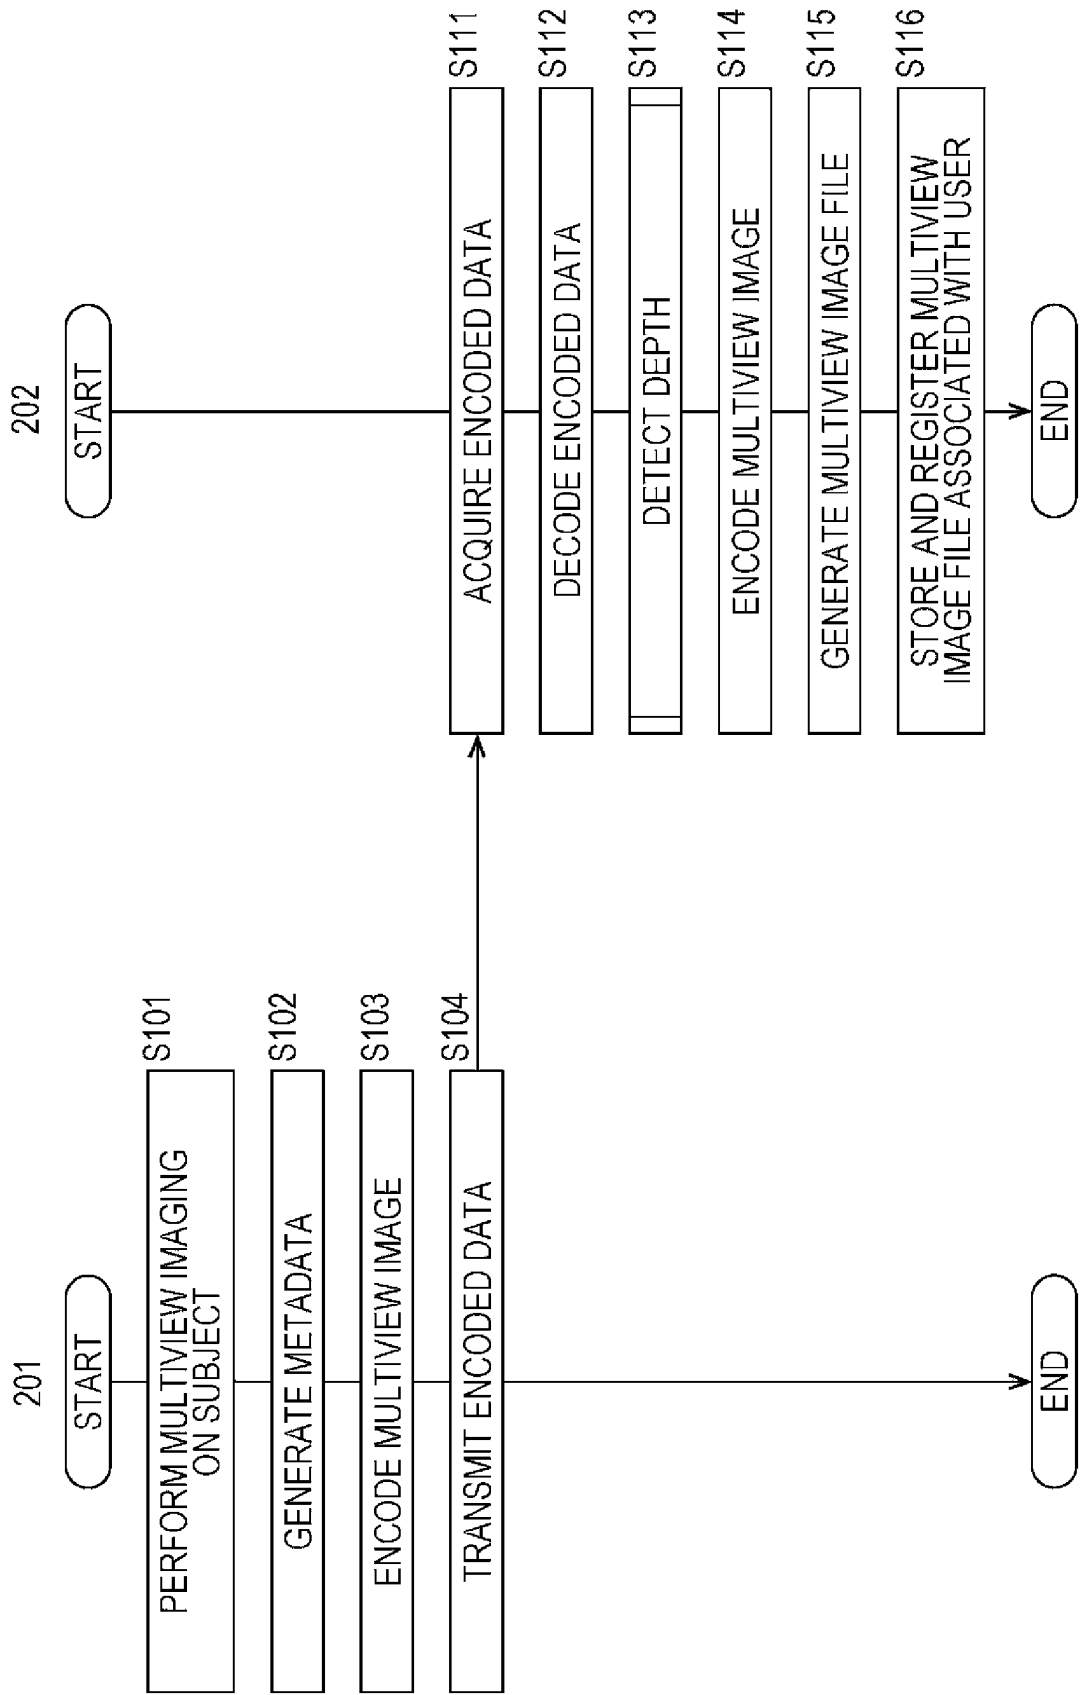 201
START
PERFORM MULTIVIEW IMAGING
ON SUBJECT
S101
GENERATE METADATA
S102
ENCODE MULTIVIEW IMAGE
S103
TRANSMIT ENCODED DATA
S104
END
202
START
ACQUIRE ENCODED DATA
S111
DECODE ENCODED DATA
S112
DETECT DEPTH
S113
ENCODE MULTIVIEW IMAGE
S114
GENERATE MULTIVIEW IMAGE FILE
S115
STORE AND REGISTER MULTIVIEW
IMAGE FILE ASSOCIATED WITH USER
S116
END